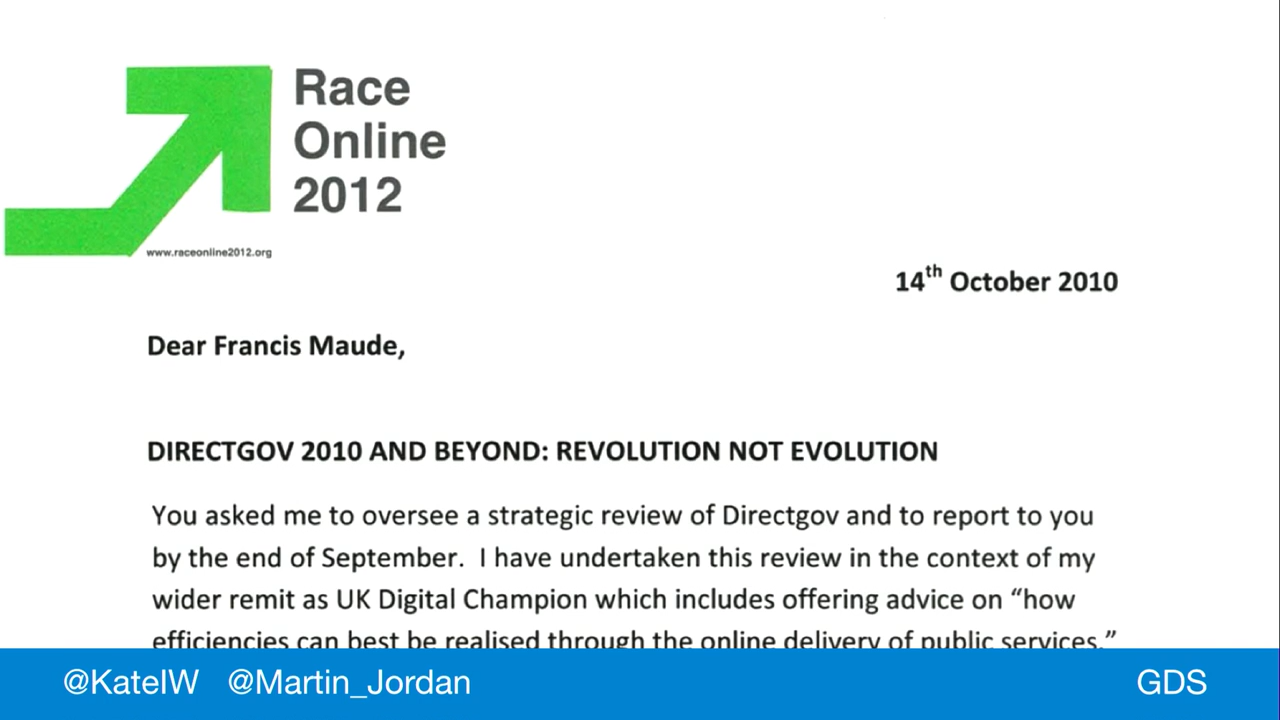 Race
Online
2012
www.raceonline2012.org
14th October 2010
Dear Francis Maude,
DIRECTGOV 2010 AND BEYOND: REVOLUTION NOT EVOLUTION
You asked me to oversee a strategic review of Directgov and to report to you
by the end of September.  I have undertaken this review in the context of my
wider remit as UK Digital Champion which includes offering advice on “how
efficiencies can best be realised through the online delivery of public services.”
@KateIW @Martin_Jordan
GDS